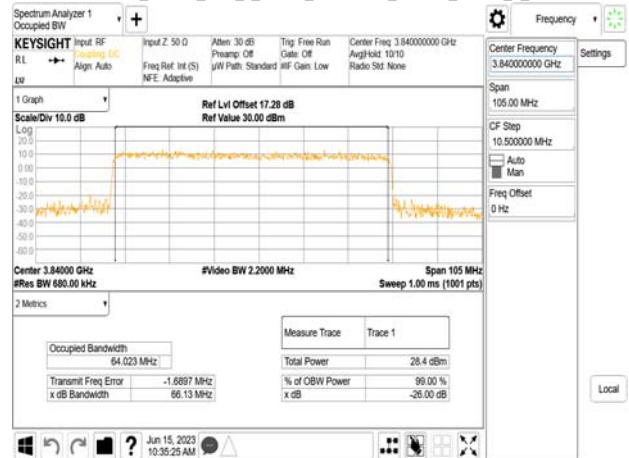 Spectrum Analyzer 1
Occupied BW
Frequency
KEYSIGHT
RL
Input: RF
Coupling: DC
Align: Auto
Input Z: 50 Ω
Freq Ref: Int (S)
NFE: Adaptive
Atten: 30 dB
Preamp: Off
µW Path: Standard
Trig: Free Run
Gate: Off
#IF Gain: Low
Center Freq: 3.840000000 GHz
Avg|Hold: 10/10
Radio Std: None
Center Frequency
3.840000000 GHz
Settings
Span
105.00 MHz
CF Step
10.500000 MHz
Auto
Man
Freq Offset
0 Hz
Local
1 Graph
Scale/Div 10.0 dB
Ref Lvl Offset 17.28 dB
Ref Value 30.00 dBm
Log
20.0
10.0
0.00
-10.0
-20.0
-30.0
-40.0
-50.0
-60.0
Center 3.84000 GHz
#Res BW 680.00 kHz
#Video BW 2.2000 MHz
Span 105 MHz
Sweep 1.00 ms (1001 pts)
2 Metrics
Measure Trace Trace 1
Occupied Bandwidth
64.023 MHz
Total Power 28.4 dBm
Transmit Freq Error -1.6897 MHz
% of OBW Power 99.00 %
x dB Bandwidth 66.13 MHz
x dB -26.00 dB
Jun 15, 2023
10:35:25 AM